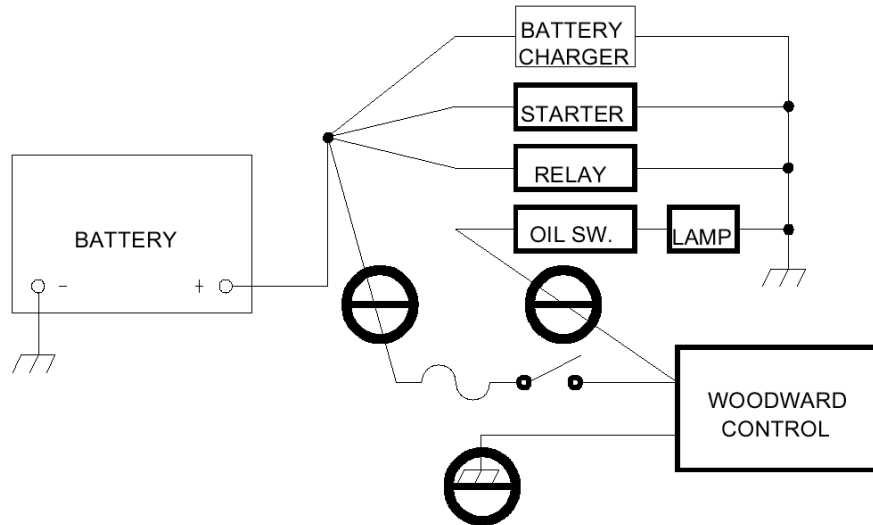 BATTERY
CHARGER
STARTER
RELAY
OIL SW.
LAMP
BATTERY
-
+
WOODWARD
CONTROL